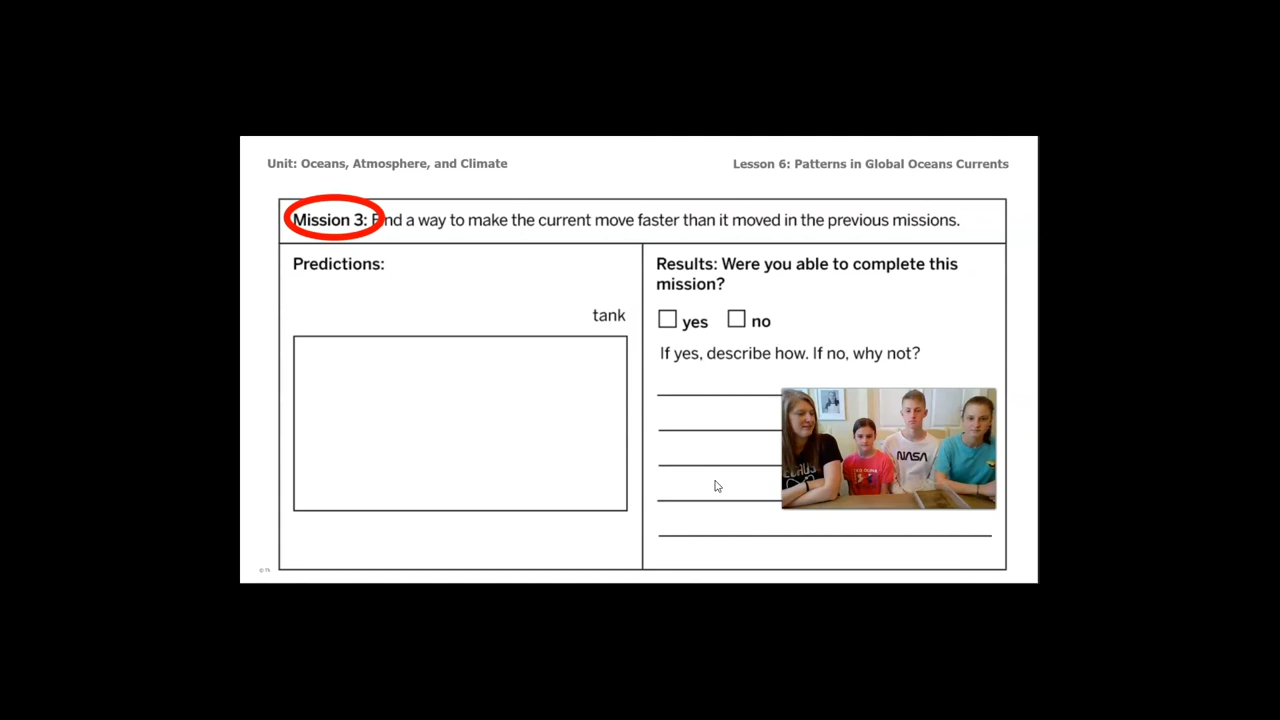 Unit: Oceans, Atmosphere, and Climate
Lesson 6: Patterns in Global Oceans Currents
Mission 3: Find a way to make the current move faster than it moved in the previous missions.
Predictions:
tank
Results: Were you able to complete this
mission?
yes
no
If yes, describe how. If no, why not?
NASA